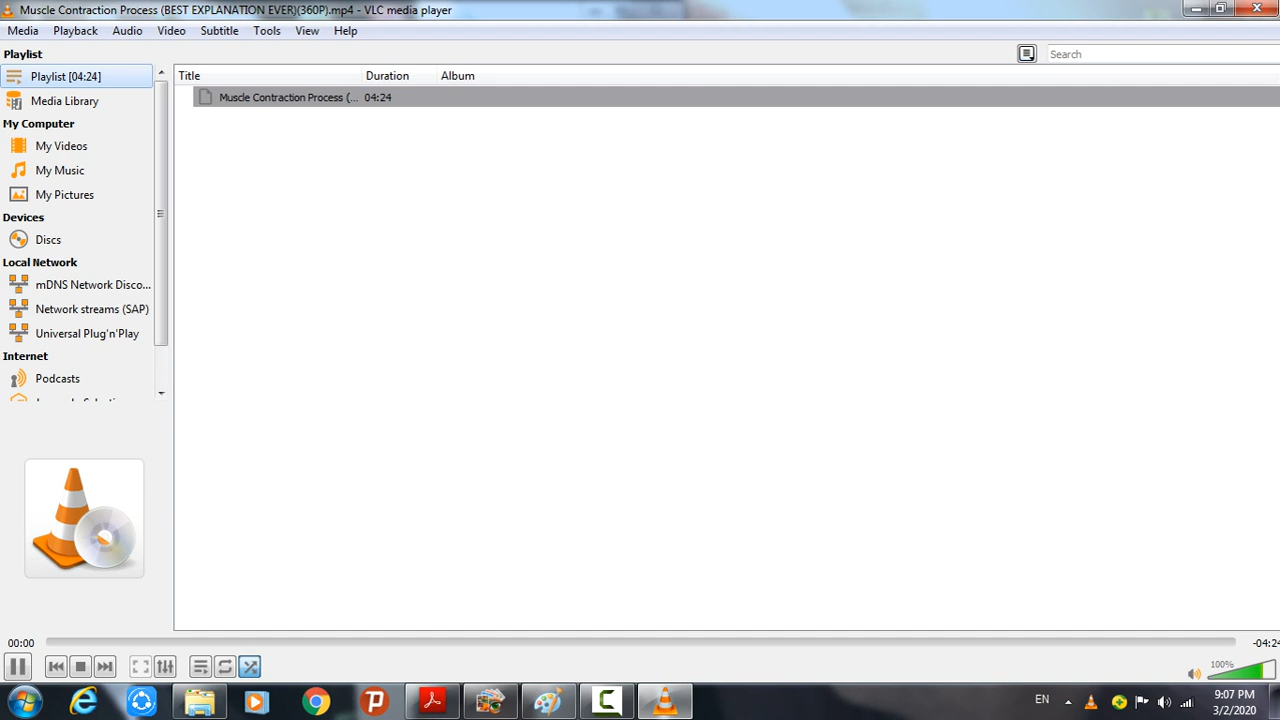 Muscle Contraction Process (BEST EXPLANATION EVER)(360P).mp4 - VLC media player
Media Playback Audio Video Subtitle Tools View Help
Playlist
Search
Playlist [04:24]
Title Duration Album
Muscle Contraction Process (... 04:24
Media Library
My Computer
My Videos
My Music
My Pictures
Devices
Discs
Local Network
mDNS Network Disco...
Network streams (SAP)
Universal Plug'n'Play
Internet
Podcasts
00:00
-04:24
100%
EN
9:07 PM
3/2/2020